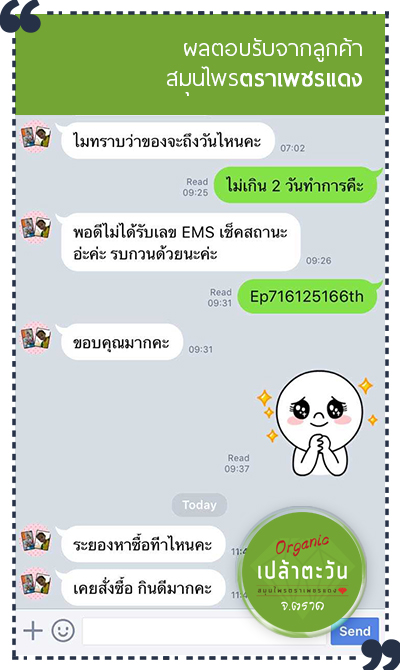 ผลตอบรับจากลูกค้า
สมุนไพรตราเพชรแดง
ไมทราบว่าของจะถึงวันไหนคะ
07:02
Read
09:25
ไม่เกิน 2 วันทำการคืะ
พอดีไมได้รับเลข EMS เช็คสถานะ
อ่ะค่ะ รบกวนด้วยนะค่ะ
09:26
Read
09:31
Ep716125166th
ขอบคุณมากคะ
09:31
Read
09:37
Today
ระยองหาซื้อทีาไหนคะ
เคยสั่งซื้อ กินดีมากคะ
Organic
เปล้าตะวัน
สมุนไพรตราเพชรแดง
จ.ตราด
Send